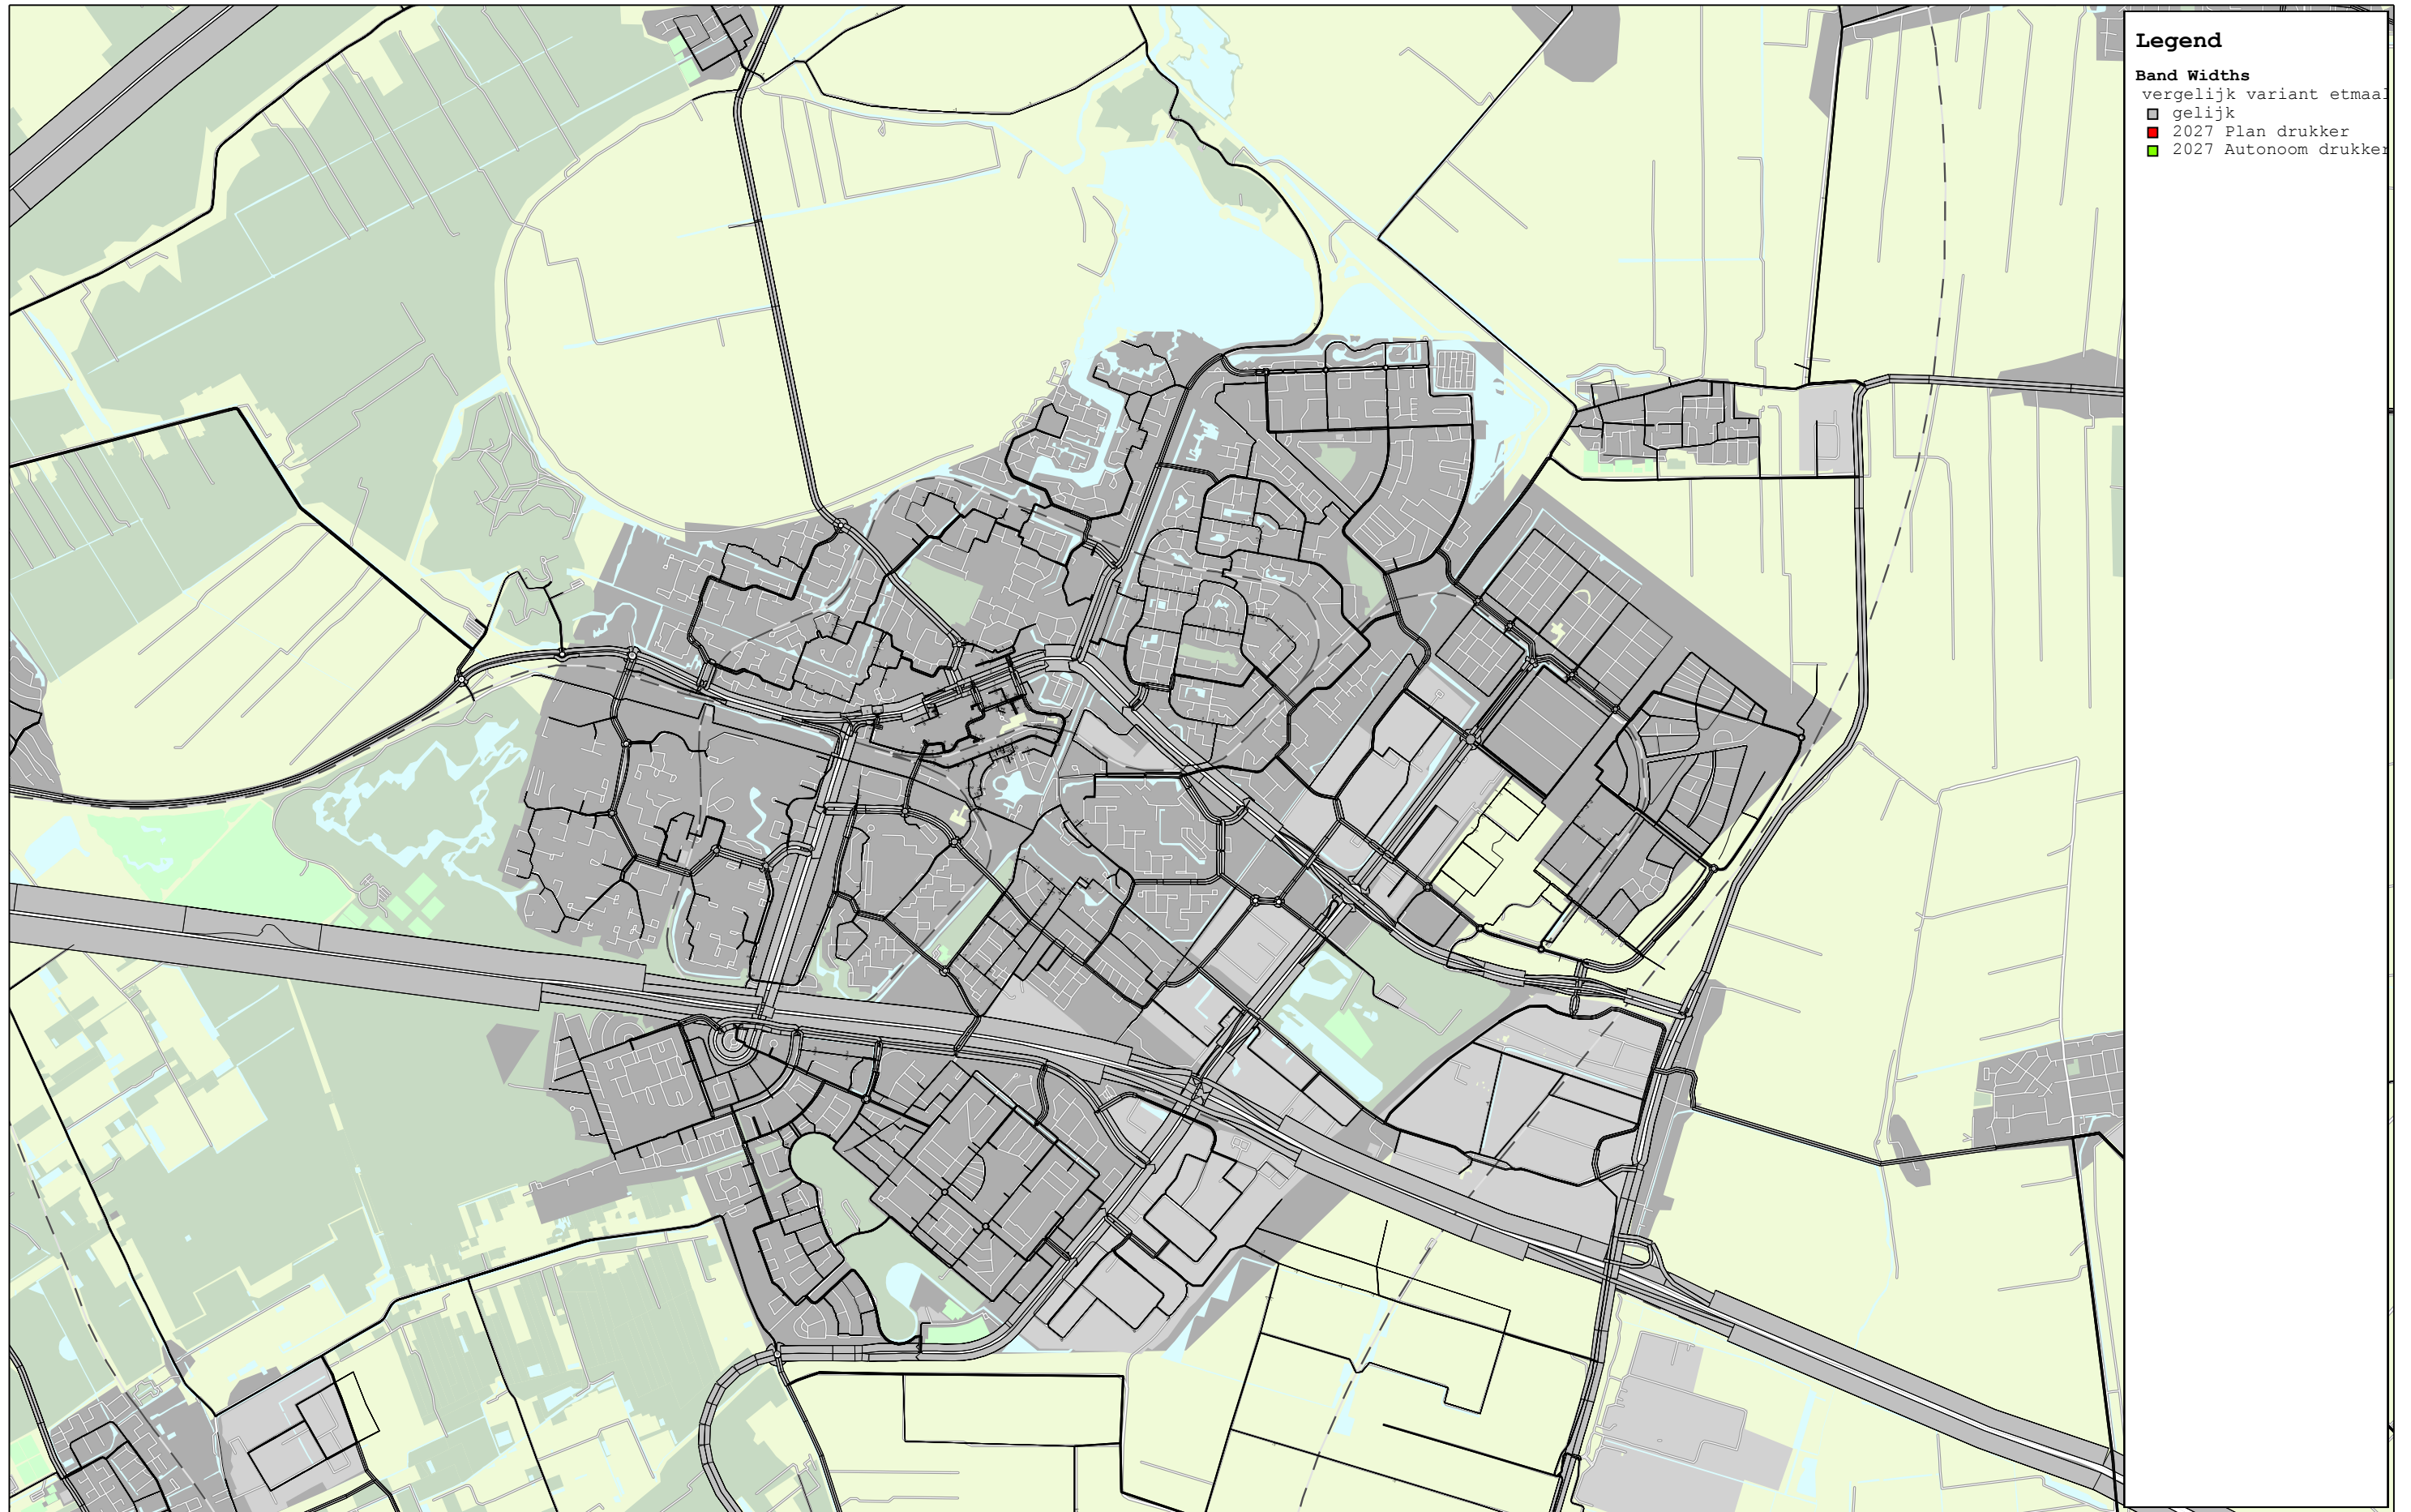 Legend
Band Widths
vergelijk variant etmaal
gelijk
2027 Plan drukker
2027 Autonoom drukker